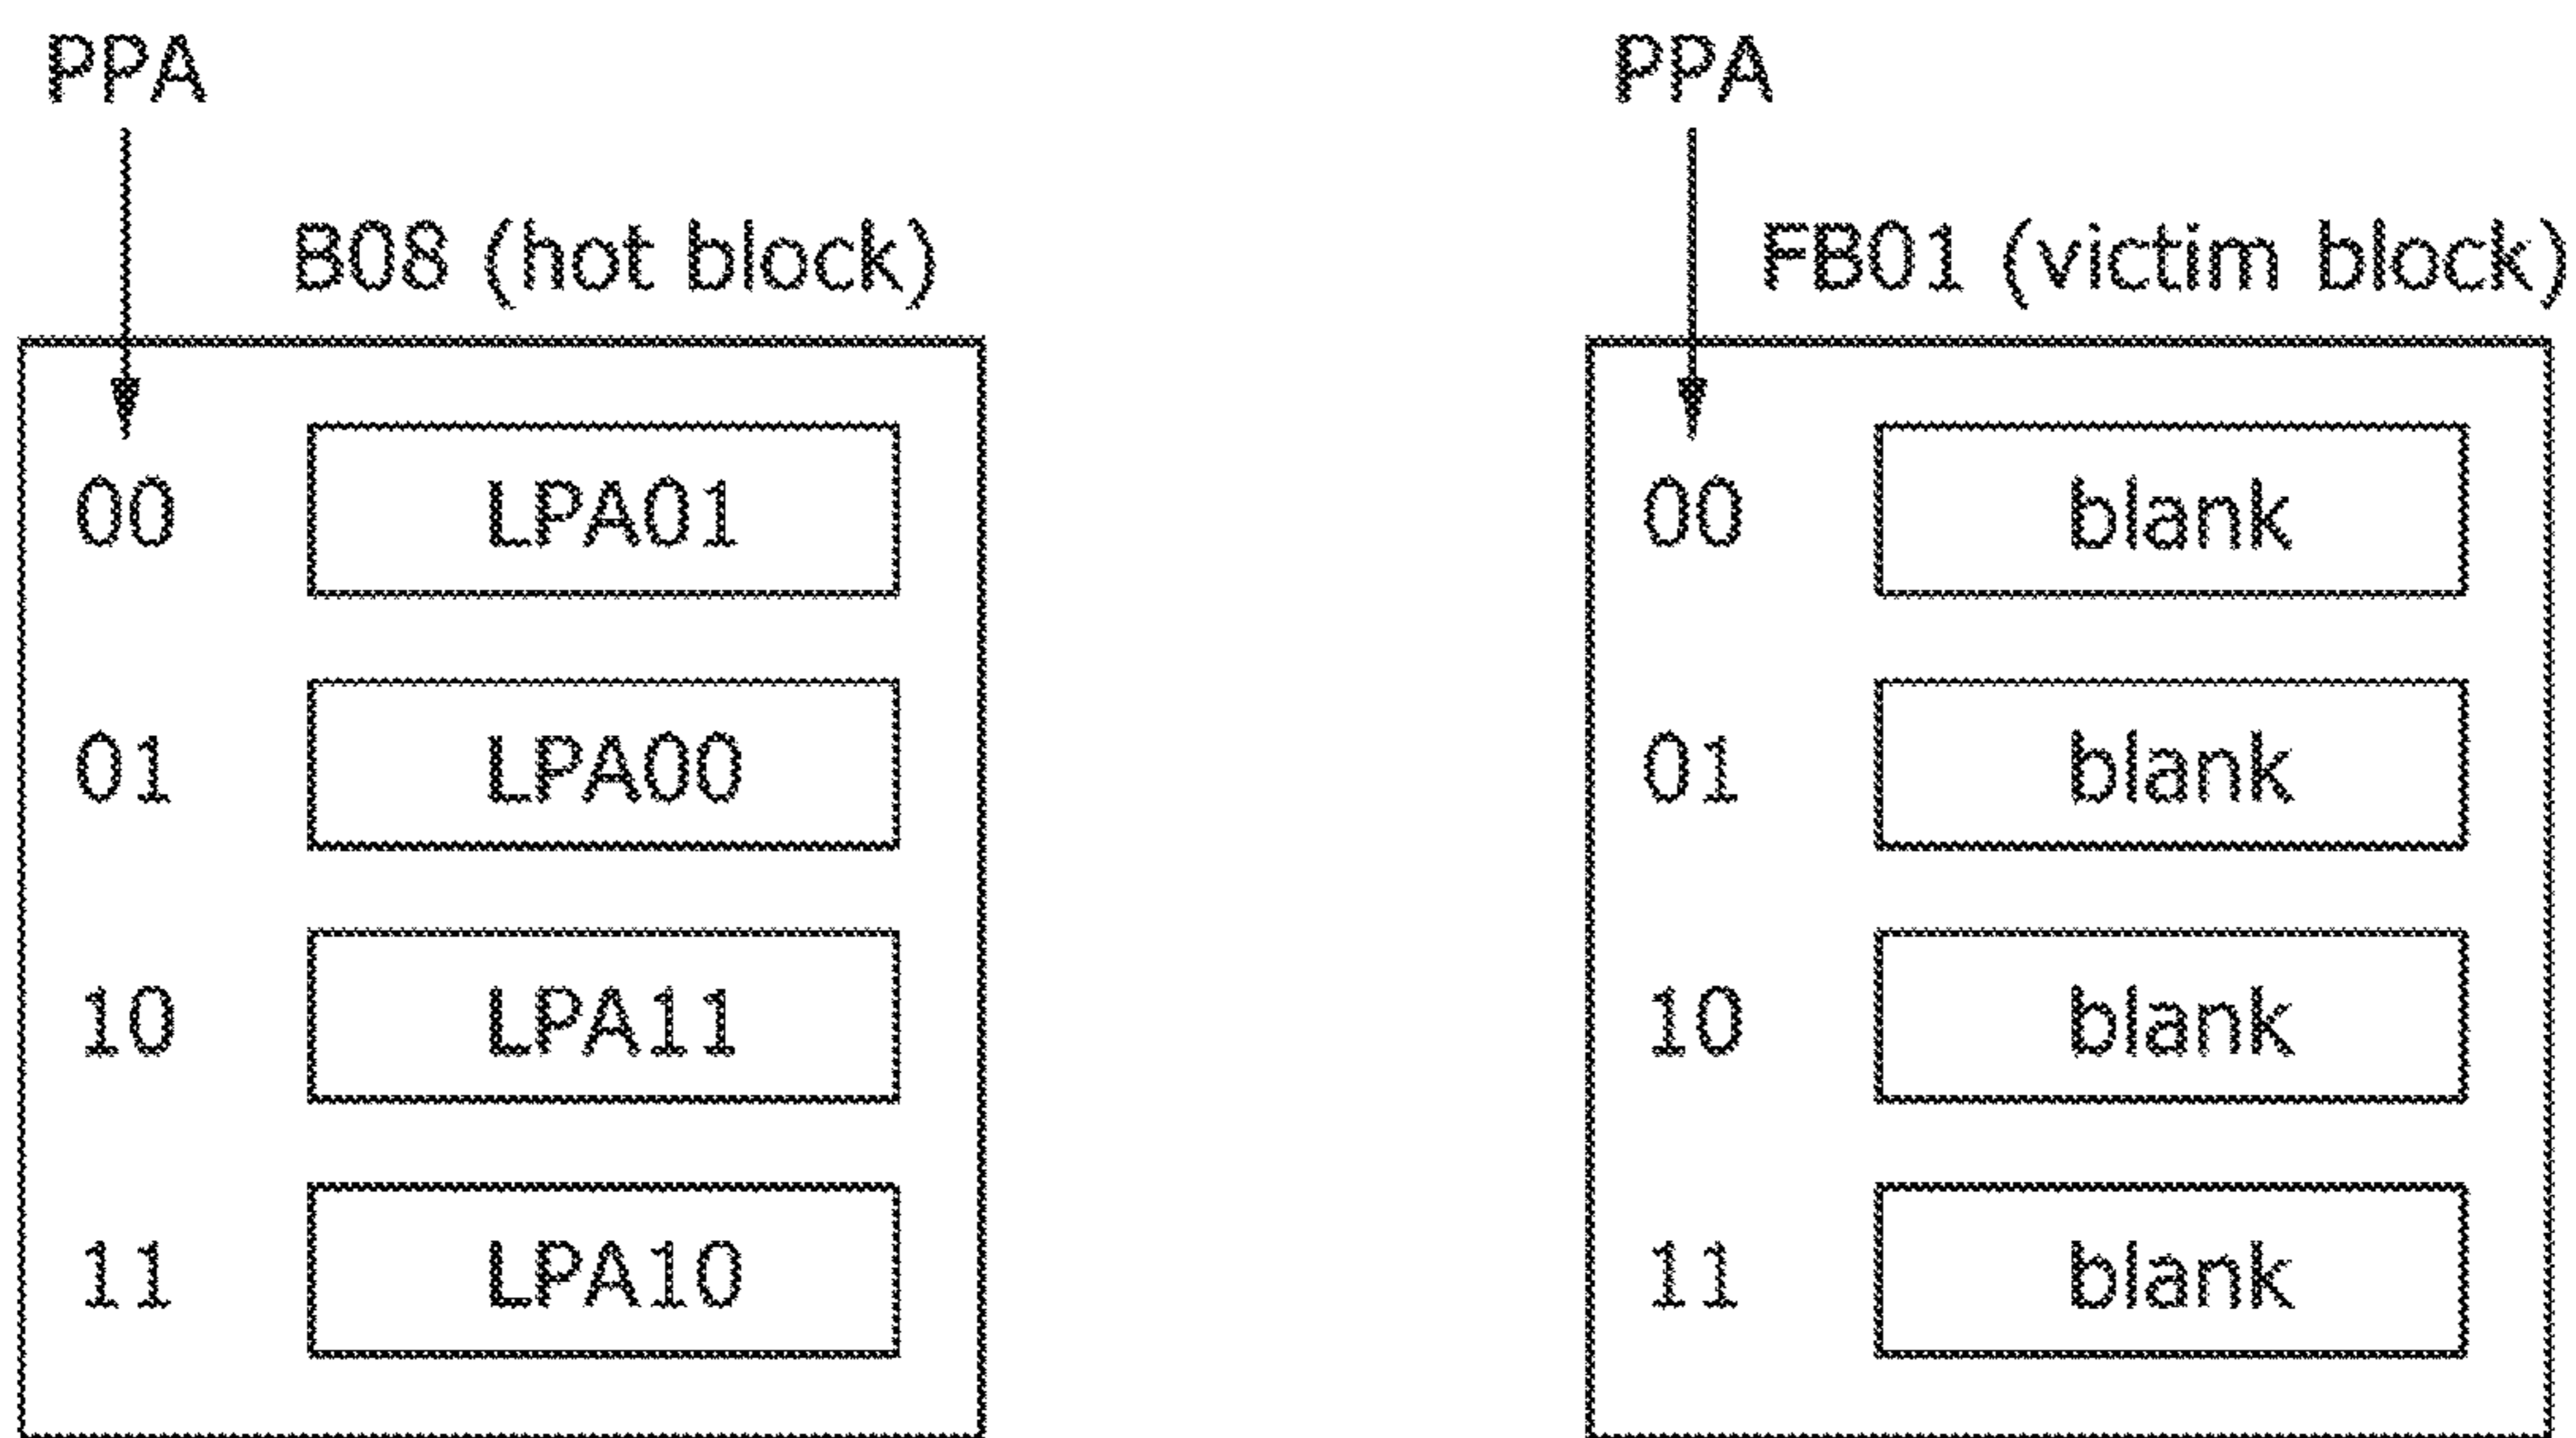 PPA PPA
B08 (hot block) FB01 (victim block)
00 LPA01 00 blank
01 LPA00 01 blank
10 LPA11 10 blank
11 LPA10 11 blank